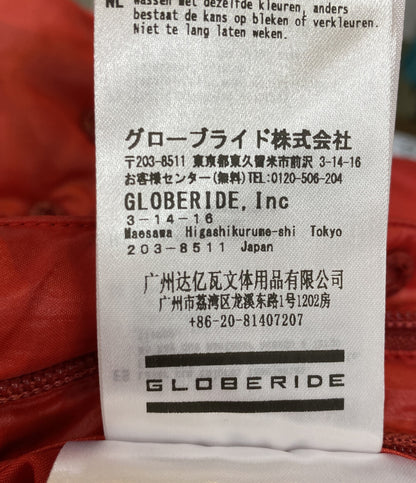 NL wassen met dezelfde kleuren, anders
bestaat de kans op bleken of verkleuren.
Niet te lang laten weken.
グローブライド株式会社
〒203-8511 東京都東久留米市前沢 3-14-16
お客様センター(無料)TEL:0120-506-204
GLOBERIDE, Inc
3-14-16
Maesawa Higashikurume-shi Tokyo
203-8511 Japan
广州达亿瓦文体用品有限公司
广州市荔湾区龙溪东路1号1202房
+86-20-81407207
GLOBERIDE